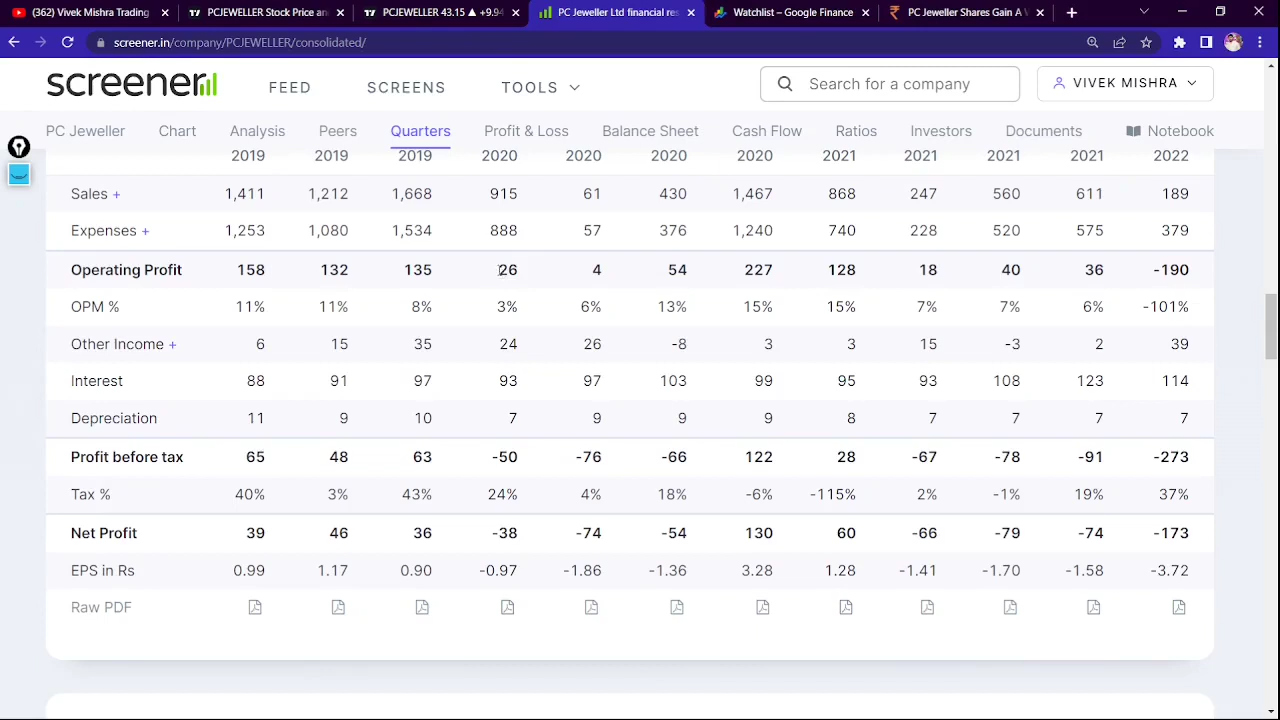 (362) Vivek Mishra Trading
PCJEWELLER Stock Price an
PCJEWELLER 43.15 ▲ +9.94
PC Jeweller Ltd financial res
Watchlist – Google Finance
PC Jeweller Shares Gain A W
screener.in/company/PCJEWELLER/consolidated/
screener
FEED SCREENS TOOLS
Search for a company
VIVEK MISHRA
PC Jeweller Chart Analysis Peers Quarters Profit & Loss Balance Sheet Cash Flow Ratios Investors Documents Notebook
2019 2019 2019 2020 2020 2020 2020 2021 2021 2021 2021 2022
Sales + 1,411 1,212 1,668 915 61 430 1,467 868 247 560 611 189
Expenses + 1,253 1,080 1,534 888 57 376 1,240 740 228 520 575 379
Operating Profit 158 132 135 26 4 54 227 128 18 40 36 -190
OPM % 11% 11% 8% 3% 6% 13% 15% 15% 7% 7% 6% -101%
Other Income + 6 15 35 24 26 -8 3 3 15 -3 2 39
Interest 88 91 97 93 97 103 99 95 93 108 123 114
Depreciation 11 9 10 7 9 9 9 8 7 7 7 7
Profit before tax 65 48 63 -50 -76 -66 122 28 -67 -78 -91 -273
Tax % 40% 3% 43% 24% 4% 18% -6% -115% 2% -1% 19% 37%
Net Profit 39 46 36 -38 -74 -54 130 60 -66 -79 -74 -173
EPS in Rs 0.99 1.17 0.90 -0.97 -1.86 -1.36 3.28 1.28 -1.41 -1.70 -1.58 -3.72
Raw PDF